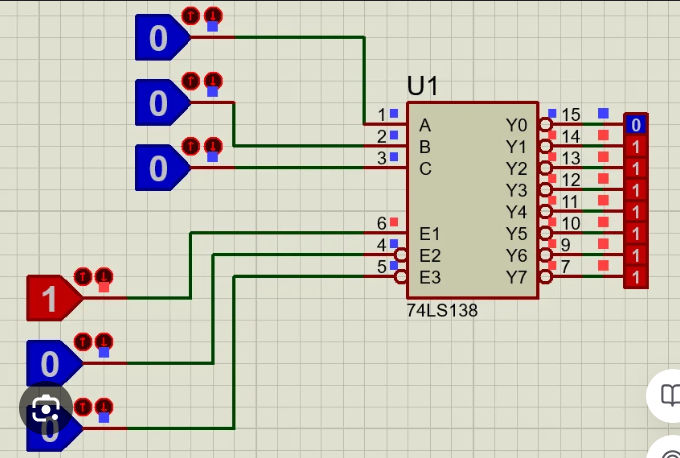 0
U1
0
0
1 A
2 B
3 C
6 E1
4 E2
5 E3
Y0 15 0
Y1 14 1
Y2 13 1
Y3 12 1
Y4 11 1
Y5 10 1
Y6 9 1
Y7 7 1
74LS138
1
0
0